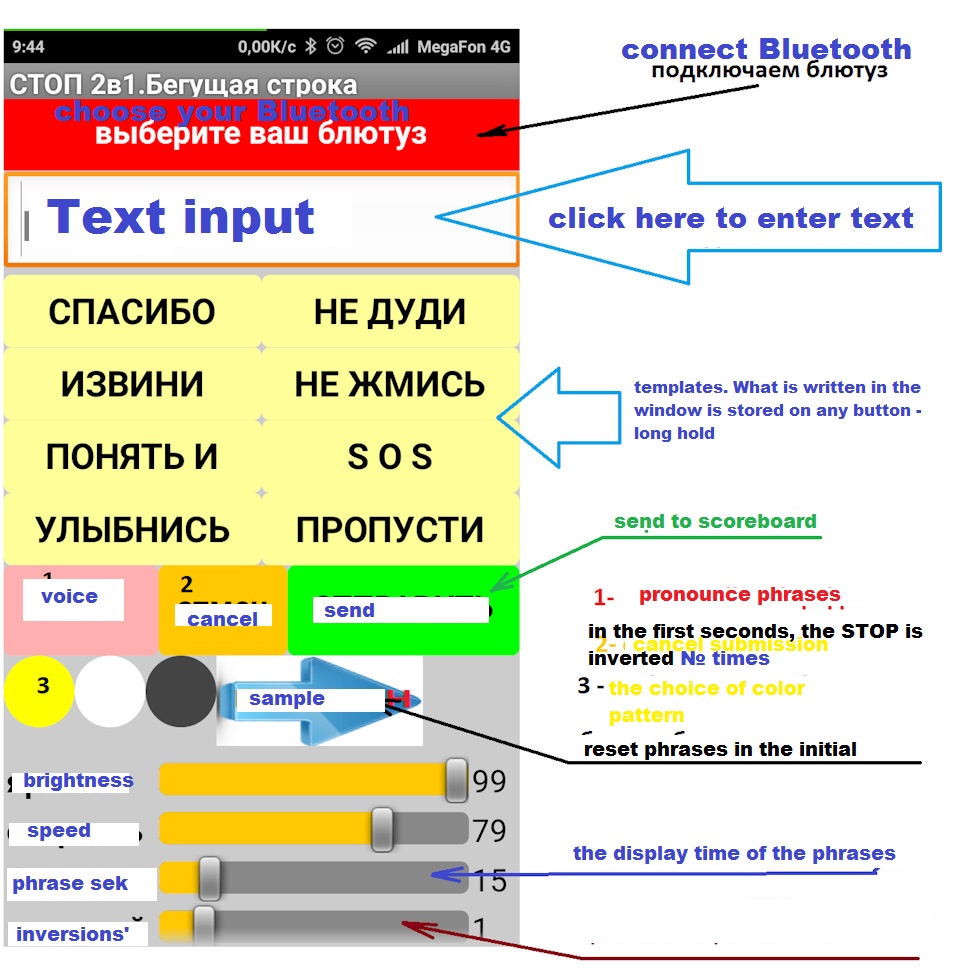 9:44 0,00К/с MegaFon 4G
СТОП 2в1.Бегущая строка
connect Bluetooth
подключаем блютуз
choose your Bluetooth
выберите ваш блютуз
Text input
click here to enter text
СПАСИБО НЕ ДУДИ
ИЗВИНИ НЕ ЖМИСЬ
ПОНЯТЬ И S O S
УЛЫБНИСЬ ПРОПУСТИ
templates. What is written in the
window is stored on any button -
long hold
send to scoreboard
1
voice
2
cancel
send
1- pronounce phrases
in the first seconds, the STOP is
2- cancel submission
inverted № times
3 - the choice of color
pattern
reset phrases in the initial
3
sample
brightness 99
speed 79
phrase sek 15
the display time of the phrases
inversions' 1